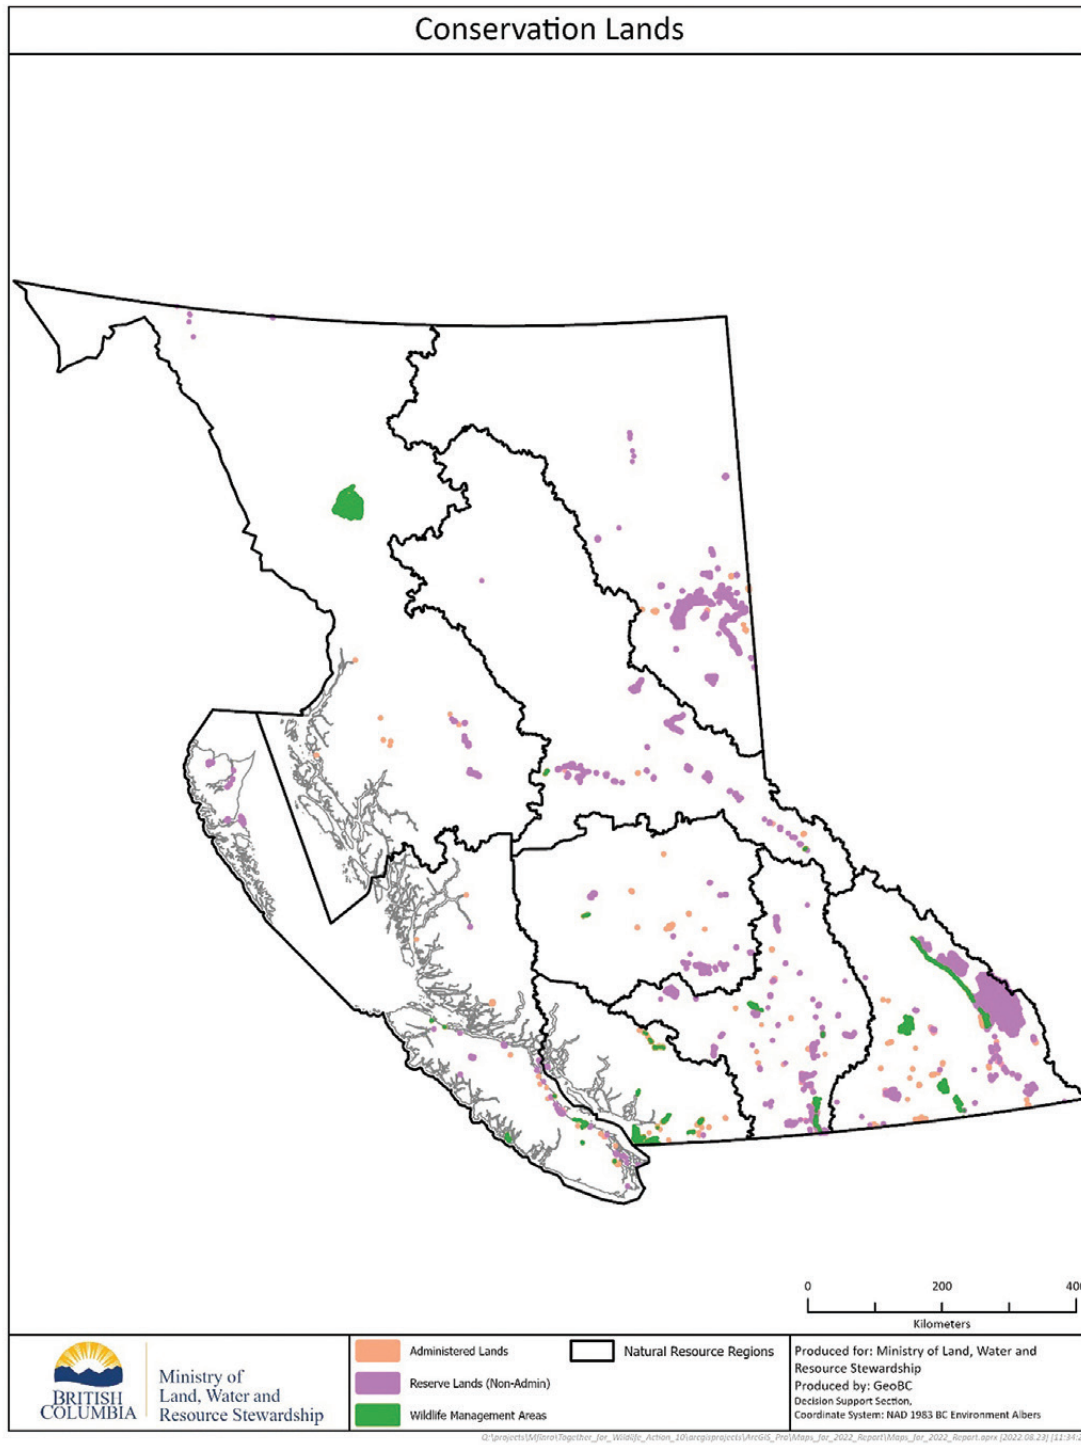 Conservation Lands
0 200 40
Kilometers
BRITISH
COLUMBIA
Ministry of
Land, Water and
Resource Stewardship
Administered Lands
Reserve Lands (Non-Admin)
Wildlife Management Areas
Natural Resource Regions
Produced for: Ministry of Land, Water and
Resource Stewardship
Produced by: GeoBC
Decision Support Section,
Coordinate System: NAD 1983 BC Environment Albers